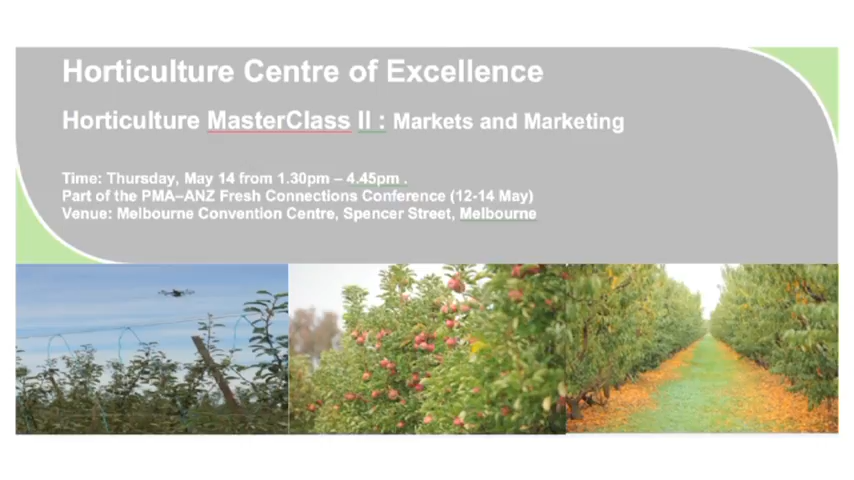 Horticulture Centre of Excellence
Horticulture MasterClass II : Markets and Marketing
Time: Thursday, May 14 from 1.30pm – 4.45pm .
Part of the PMA–ANZ Fresh Connections Conference (12-14 May)
Venue: Melbourne Convention Centre, Spencer Street, Melbourne